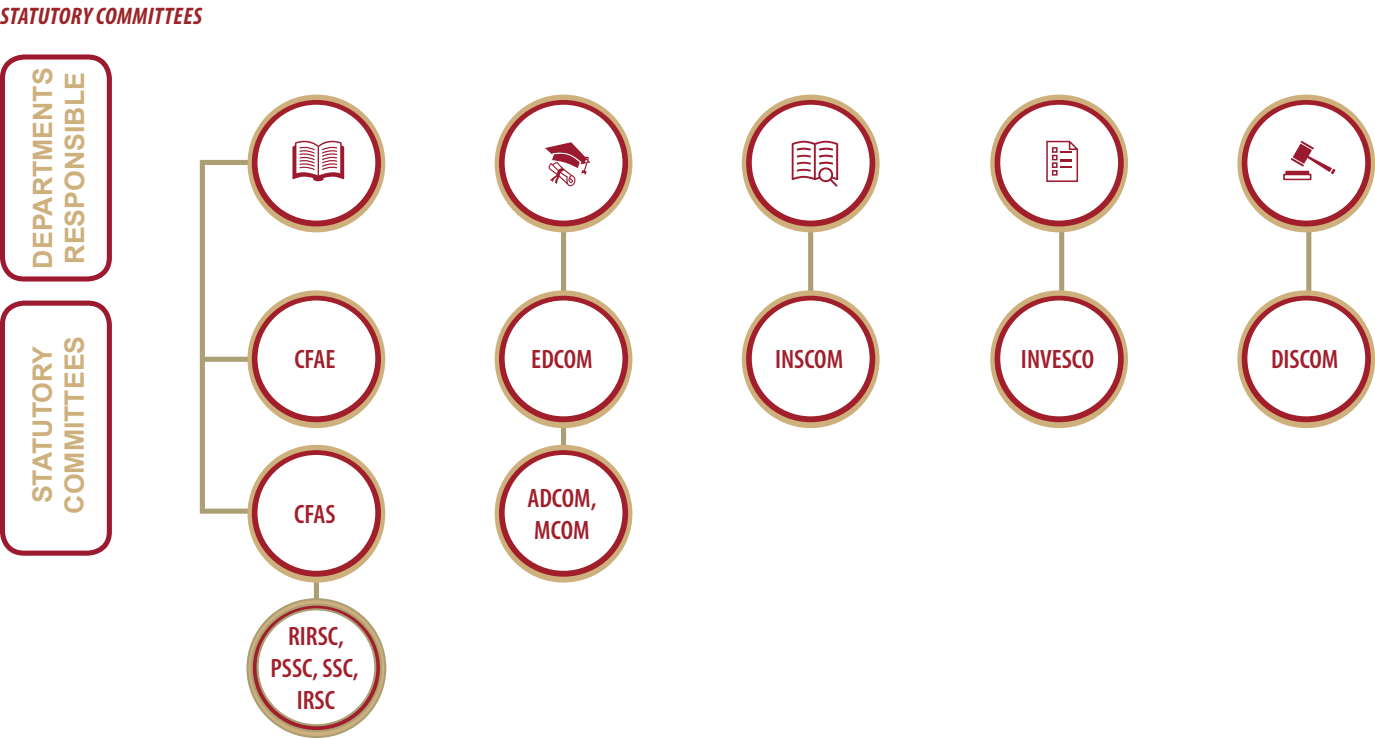 STATUTORY COMMITTEES
DEPARTMENTS
RESPONSIBLE
STATUTORY
COMMITTEES
CFAE
EDCOM
INSCOM
INVESCO
DISCOM
CFAS
ADCOM,
MCOM
RIRSC,
PSSC, SSC,
IRSC